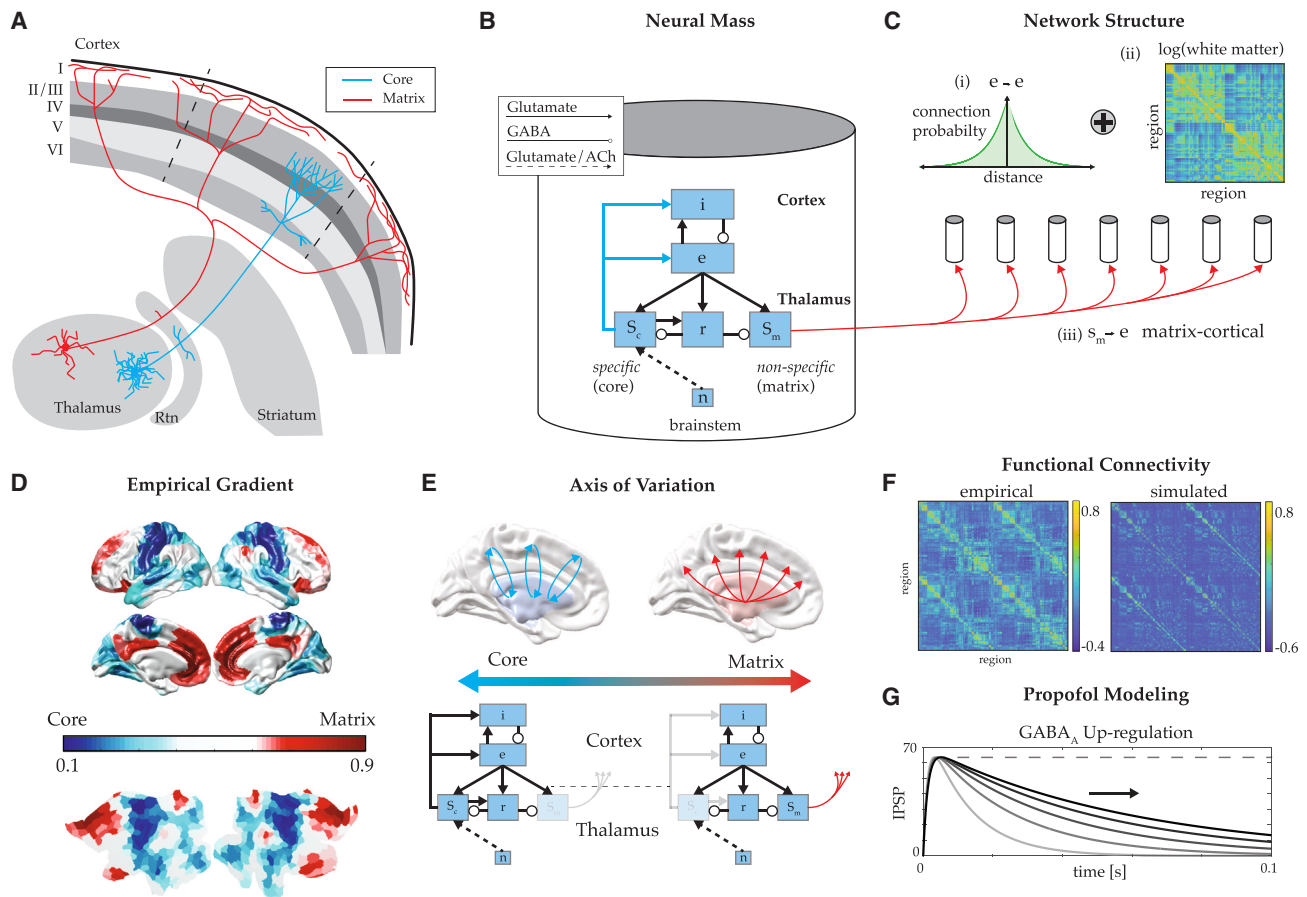 A
Cortex
I
II/III
IV
V
VI
Core
Matrix
Thalamus
Rtn
Striatum
B
Neural Mass
Glutamate
GABA
Glutamate/ACh
i
Cortex
e
Thalamus
Sc
r
Sm
specific
(core)
non-specific
(matrix)
n
brainstem
C
Network Structure
(i)
e → e
connection
probabilty
distance
(ii)
log(white matter)
region
region
(iii) Sm → e matrix-cortical
D
Empirical Gradient
Core
Matrix
0.1
0.9
E
Axis of Variation
Core
Matrix
i
e
Sc
r
Sm
n
Cortex
Thalamus
i
e
Sc
r
Sm
n
Functional Connectivity
F
empirical
simulated
region
region
0.8
-0.4
0.8
-0.6
G
Propofol Modeling
GABAA Up-regulation
70
IPSP
0
0
time [s]
0.1